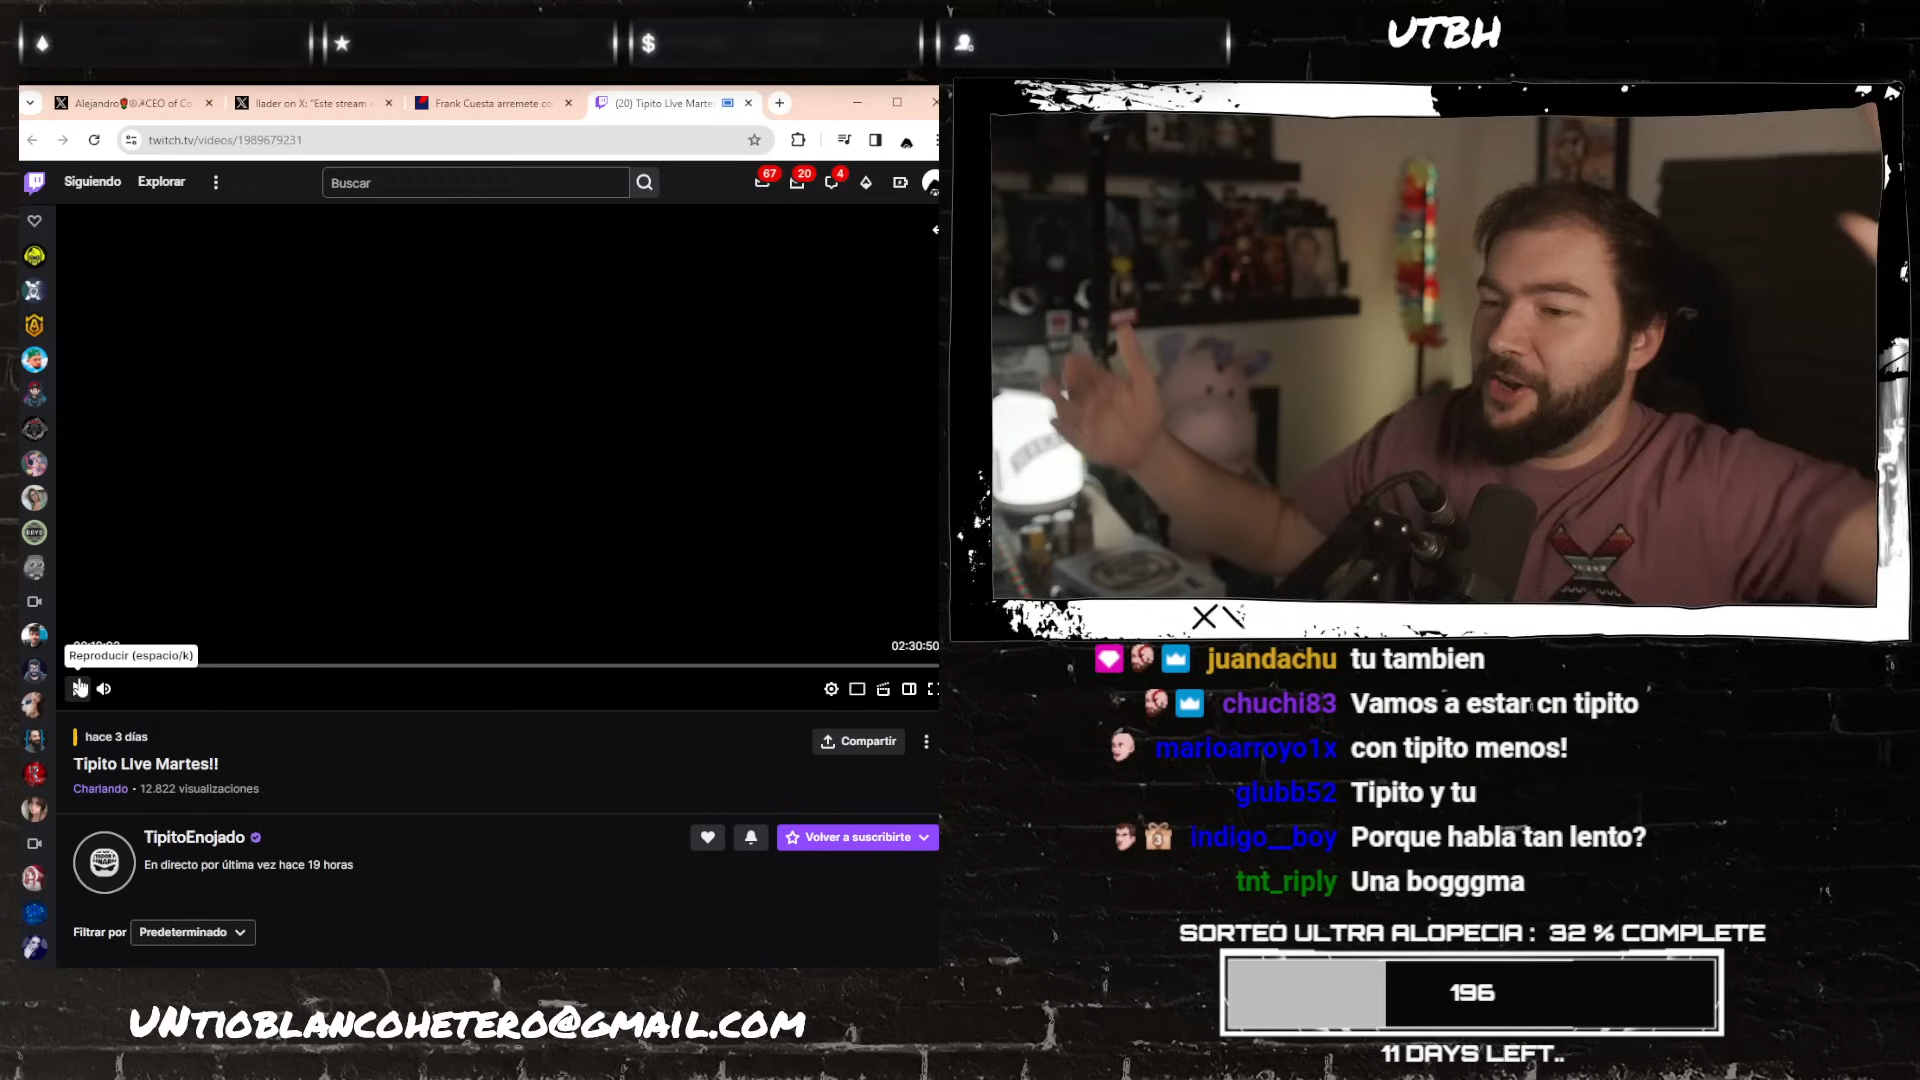 UTBH
Alejandro🌹
CEO of Co
Ilader on X: "Este stream
Frank Cuesta arremete co
(20) Tipito LIve Marte
twitch.tv/videos/1989679231
Siguiendo
Explorar
Buscar
67
20
4
02:30:50
Reproducir (espacio/k)
hace 3 días
Compartir
Tipito LIve Martes!!
Charlando • 12.822 visualizaciones
TipitoEnojado
Volver a suscribirte
En directo por última vez hace 19 horas
Filtrar por
Predeterminado
juandachu tu tambien
chuchi83 Vamos a estar cn tipito
marioarroyo1x con tipito menos!
glubb52 Tipito y tu
indigo__boy Porque habla tan lento?
tnt_riply Una bogggma
SORTEO ULTRA ALOPECIA : 32 % COMPLETE
196
11 DAYS LEFT..
UNtioblancohetero@gmail.com